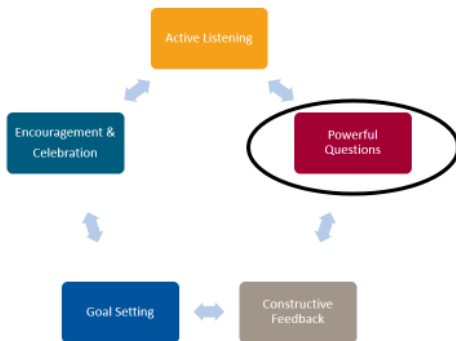 Active Listening
Encouragement &
Celebration
Powerful
Questions
Goal Setting
Constructive
Feedback